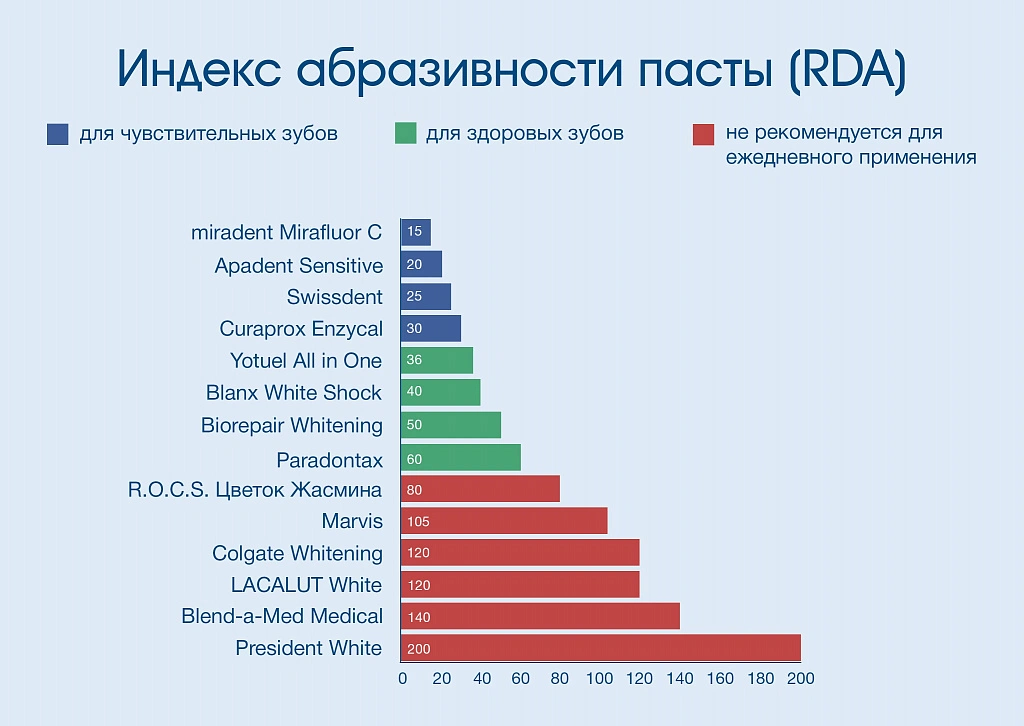 Индекс абразивности пасты (RDA)
для чувствительных зубов
для здоровых зубов
не рекомендуется для
ежедневного применения
miradent Mirafluor C 15
Apadent Sensitive 20
Swissdent 25
Curaprox Enzycal 30
Yotuel All in One 36
Blanx White Shock 40
Biorepair Whitening 50
Paradontax 60
R.O.C.S. Цветок Жасмина 80
Marvis 105
Colgate Whitening 120
LACALUT White 120
Blend-a-Med Medical 140
President White 200
0 20 40 60 80 100 120 140 160 180 200